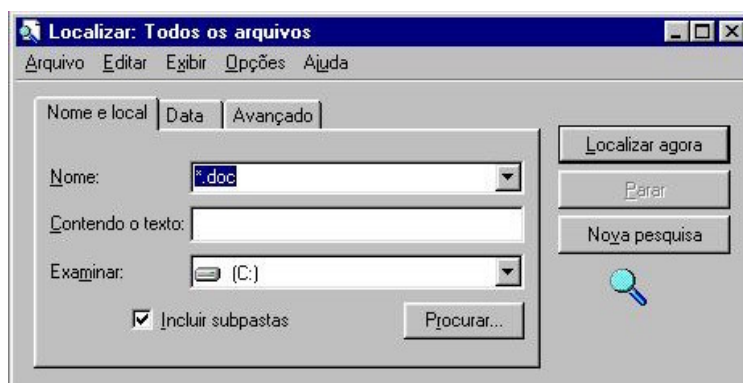 Localizar: Todos os arquivos
Arquivo Editar Exibir Opções Ajuda
Nome e local Data Avançado
Nome: *.doc
Contendo o texto:
Examinar: (C:)
Incluir subpastas
Procurar...
Localizar agora
Parar
Nova pesquisa